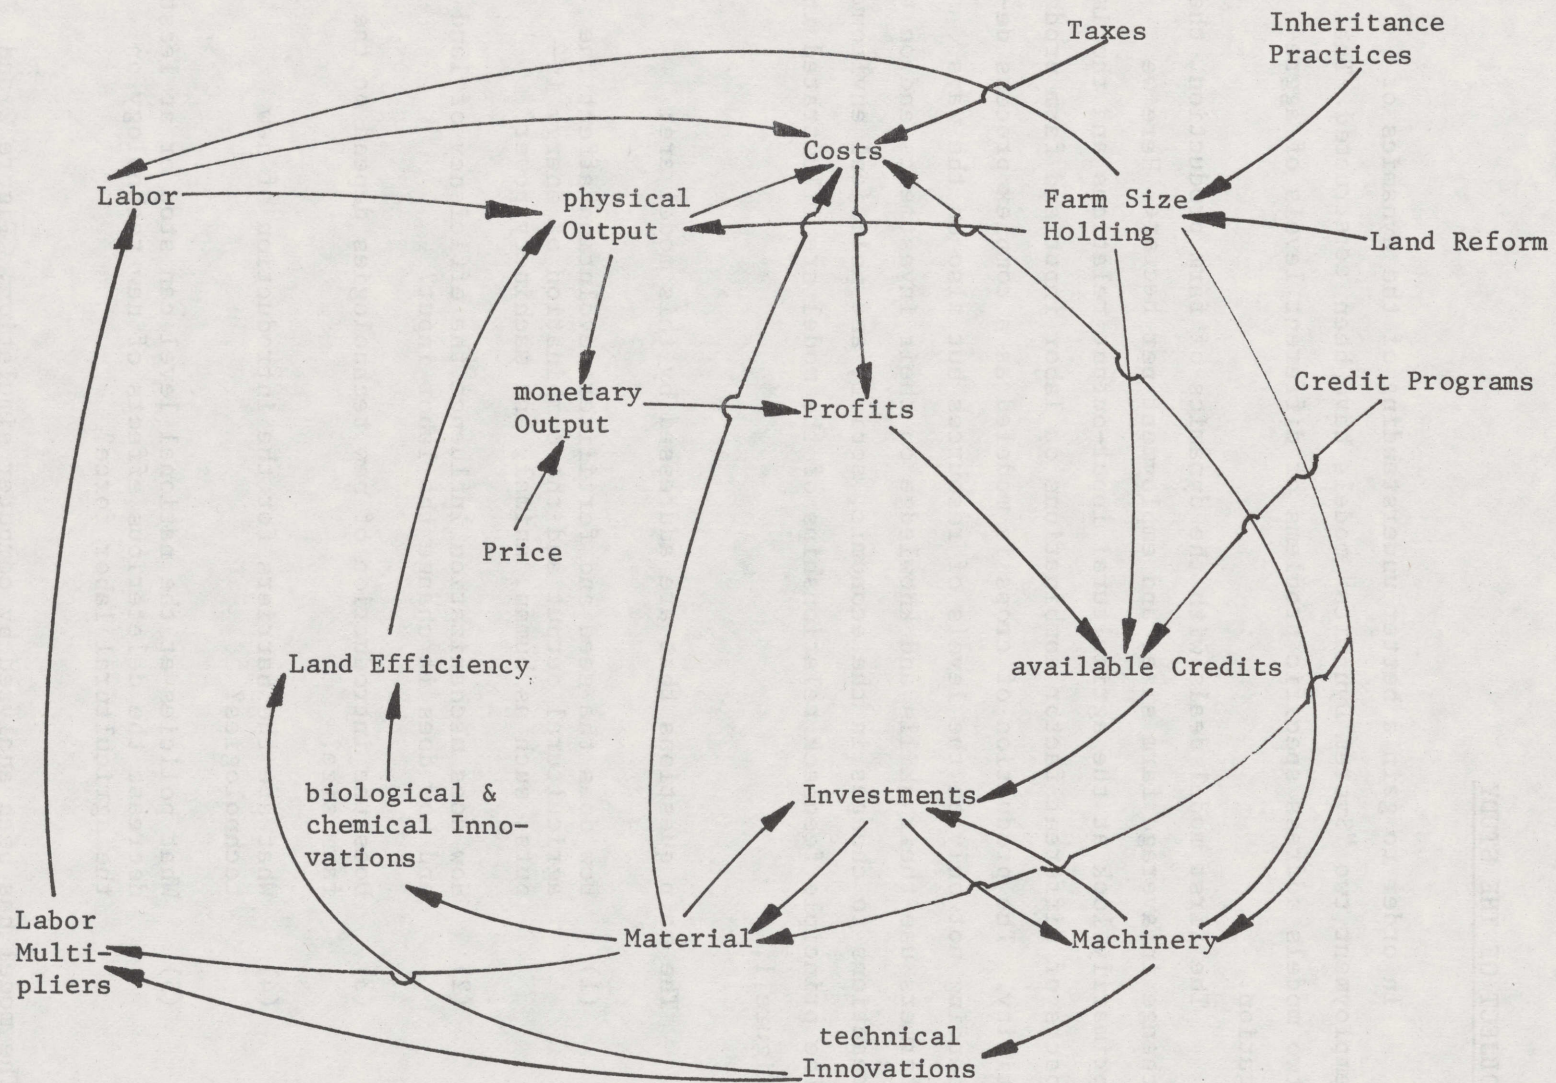 Taxes
Inheritance
Practices
Costs
Labor
physical
Output
Farm Size
Holding
Land Reform
monetary
Output
Profits
Credit Programs
Price
Land Efficiency
available Credits
biological &
chemical Inno-
vations
Investments
Labor
Multi-
pliers
Material
Machinery
technical
Innovations